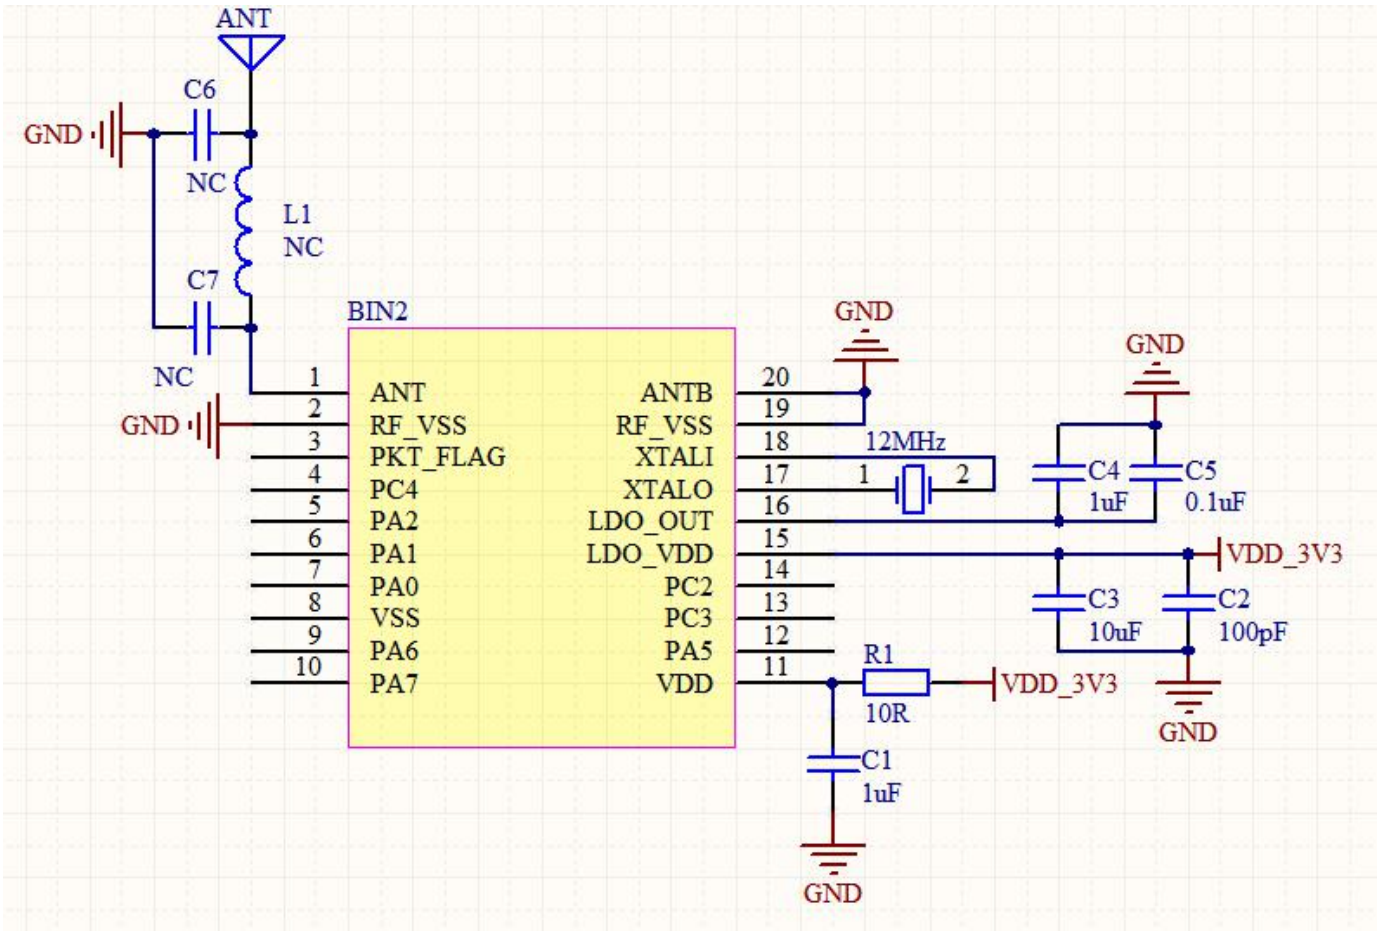 ANT
C6
GND
NC
L1
NC
C7
NC
BIN2
GND
GND
1 ANT ANTB 20
GND 2 RF_VSS RF_VSS 19
3 PKT_FLAG XTALI 18 12MHz
4 PC4 XTALO 17 1 2
C4 C5
1uF 0.1uF
5 PA2 LDO_OUT 16
6 PA1 LDO_VDD 15 VDD_3V3
7 PA0 PC2 14
C3 C2
10uF 100pF
8 VSS PC3 13
9 PA6 PA5 12 R1
10 PA7 VDD 11 VDD_3V3
10R
GND
C1
1uF
GND